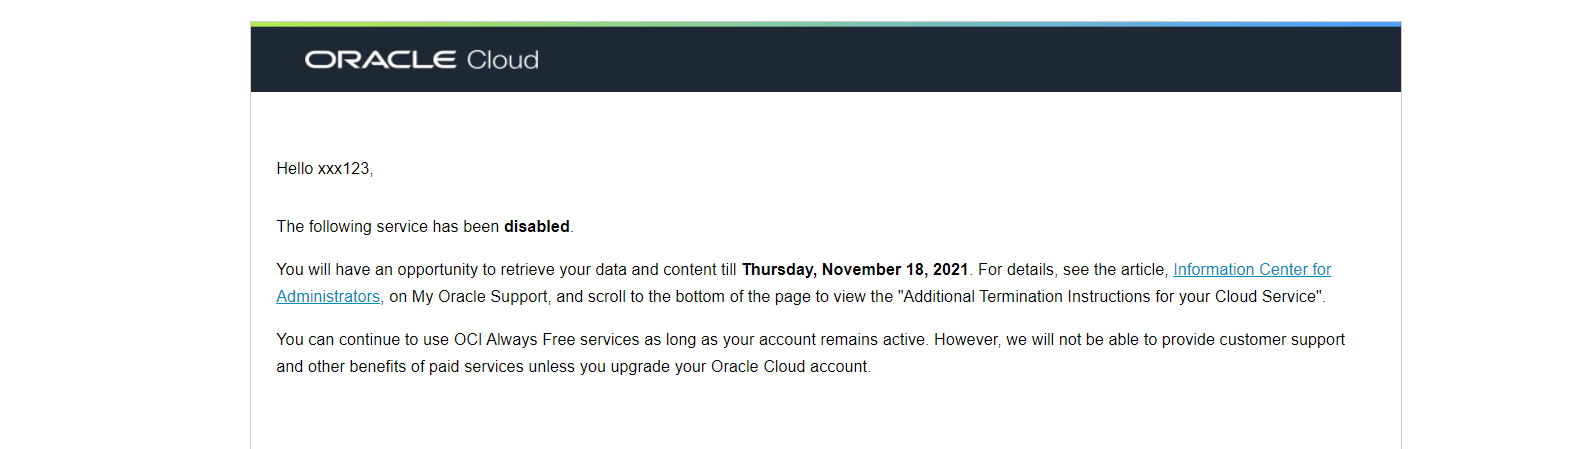 ORACLE Cloud
Hello xxx123,
The following service has been disabled.
You will have an opportunity to retrieve your data and content till Thursday, November 18, 2021. For details, see the article, Information Center for
Administrators, on My Oracle Support, and scroll to the bottom of the page to view the "Additional Termination Instructions for your Cloud Service".
You can continue to use OCI Always Free services as long as your account remains active. However, we will not be able to provide customer support
and other benefits of paid services unless you upgrade your Oracle Cloud account.